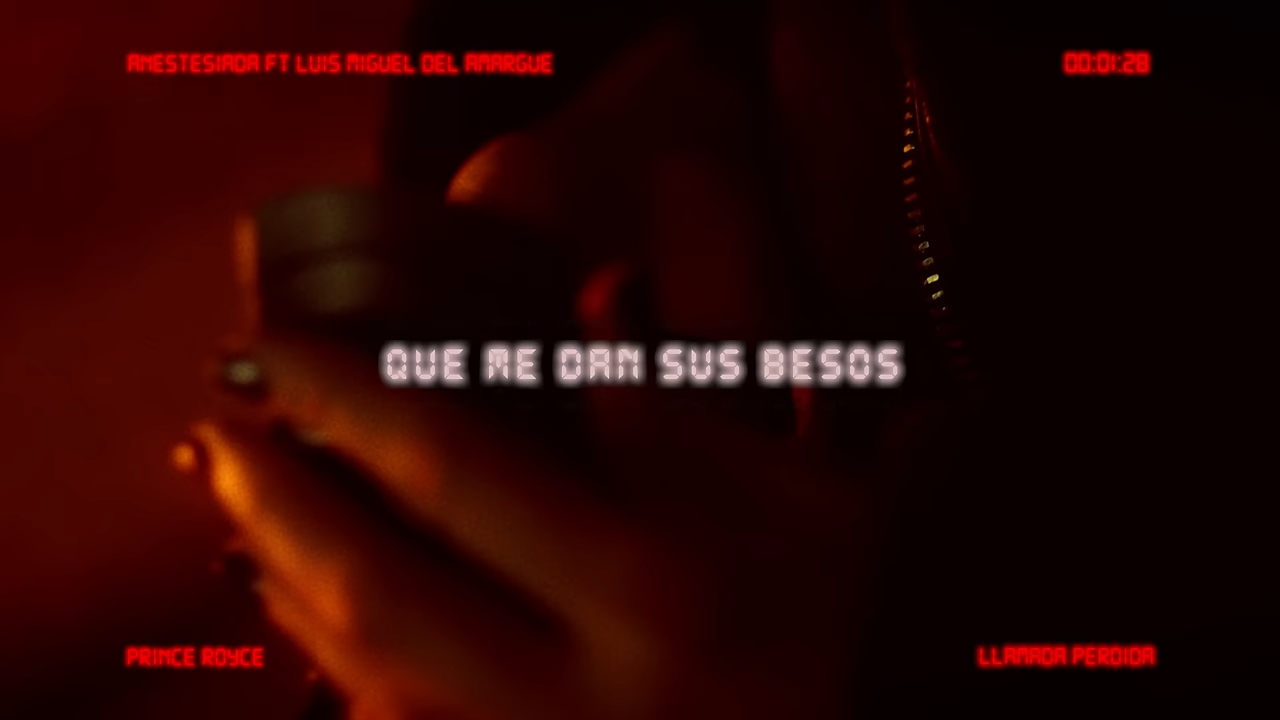 ANESTESIADA FT LUIS MIGUEL DEL AMARGUE
00:01:28
QUE ME DAN SUS BESOS
PRINCE ROYCE
LLAMADA PERDIDA